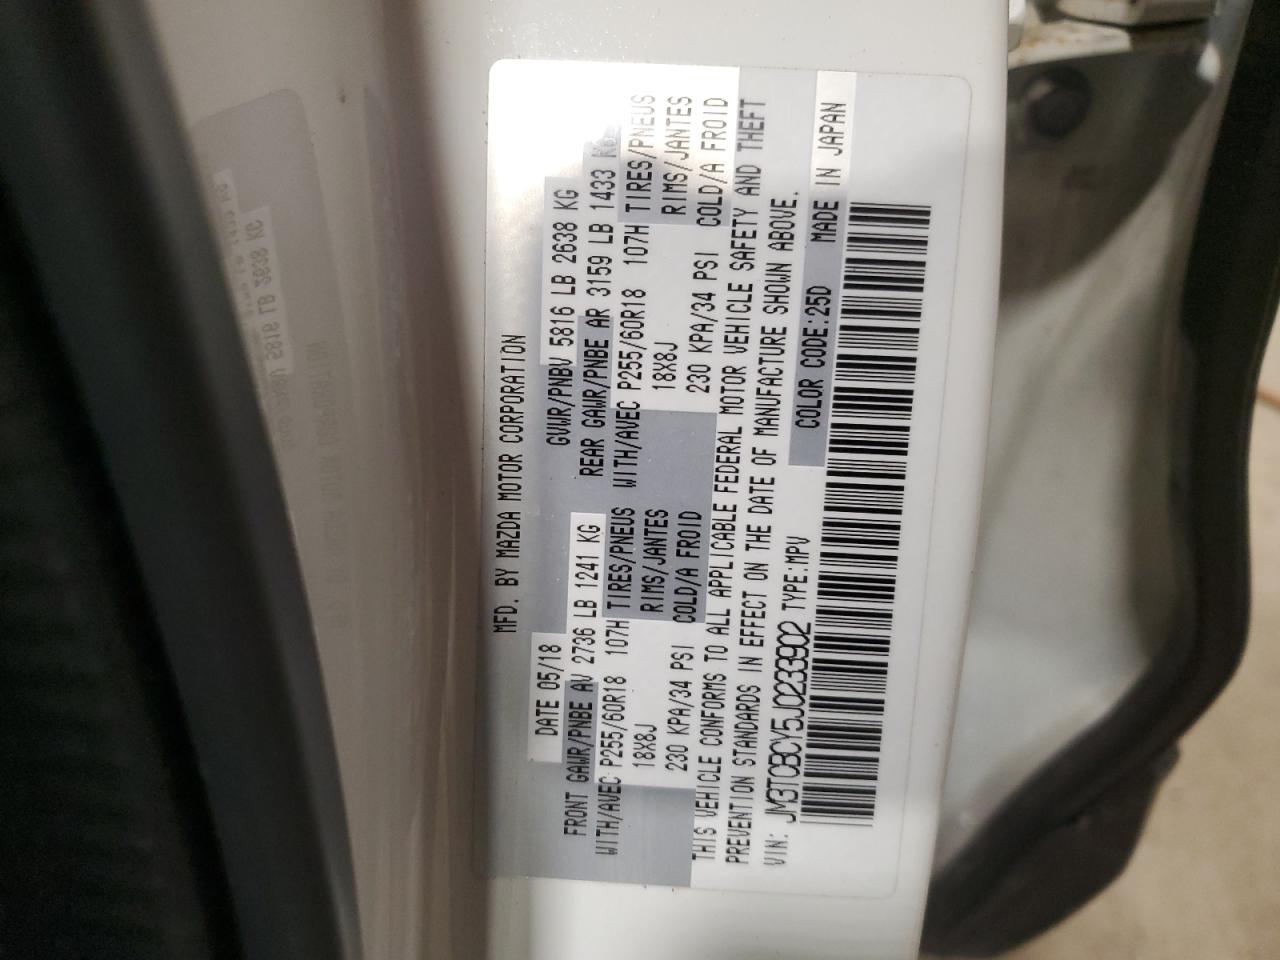 MFD. BY MAZDA MOTOR CORPORATION
DATE 05/18 GVWR/PNBV 5816 LB 2638 KG
FRONT GAWR/PNBE AV 2736 LB 1241 KG REAR GAWR/PNBE AR 3159 LB 1433 KG
WITH/AVEC P255/60R18 107H TIRES/PNEUS WITH/AVEC P255/60R18 107H TIRES/PNEUS
18X8J RIMS/JANTES 18X8J RIMS/JANTES
230 KPA/34 PSI COLD/A FROID 230 KPA/34 PSI COLD/A FROID
THIS VEHICLE CONFORMS TO ALL APPLICABLE FEDERAL MOTOR VEHICLE SAFETY AND THEFT
PREVENTION STANDARDS IN EFFECT ON THE DATE OF MANUFACTURE SHOWN ABOVE.
VIN: JM3TCBCY5J0233902 TYPE:MPV COLOR CODE:25D MADE IN JAPAN